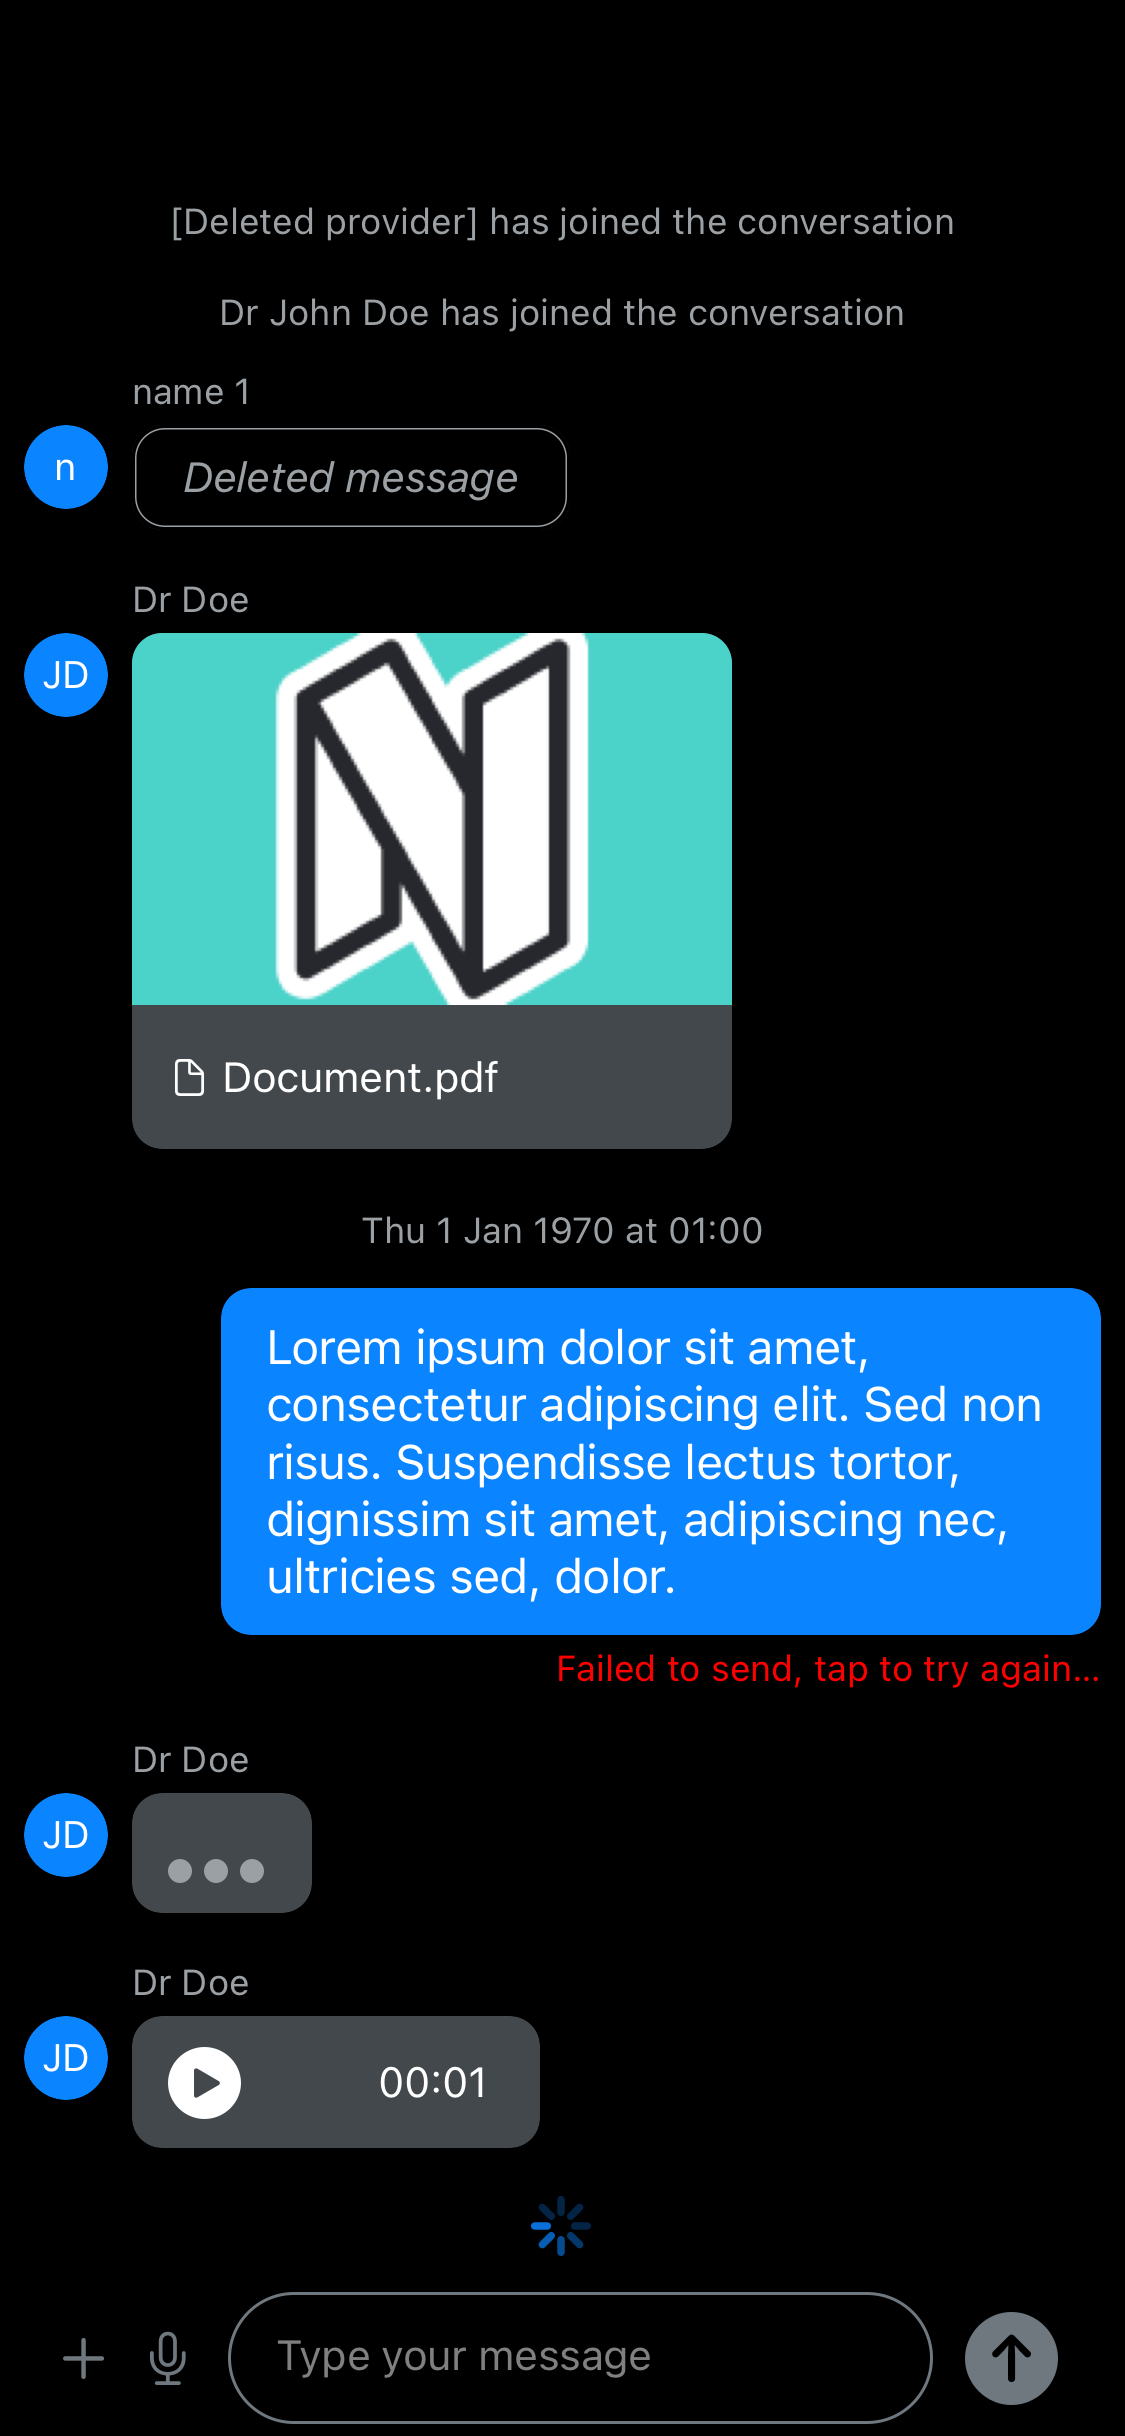 [Deleted provider] has joined the conversation
Dr John Doe has joined the conversation
name 1
n
Deleted message
Dr Doe
JD
N
Document.pdf
Thu 1 Jan 1970 at 01:00
Lorem ipsum dolor sit amet,
consectetur adipiscing elit. Sed non
risus. Suspendisse lectus tortor,
dignissim sit amet, adipiscing nec,
ultricies sed, dolor.
Failed to send, tap to try again...
Dr Doe
JD
Dr Doe
JD
00:01
Type your message